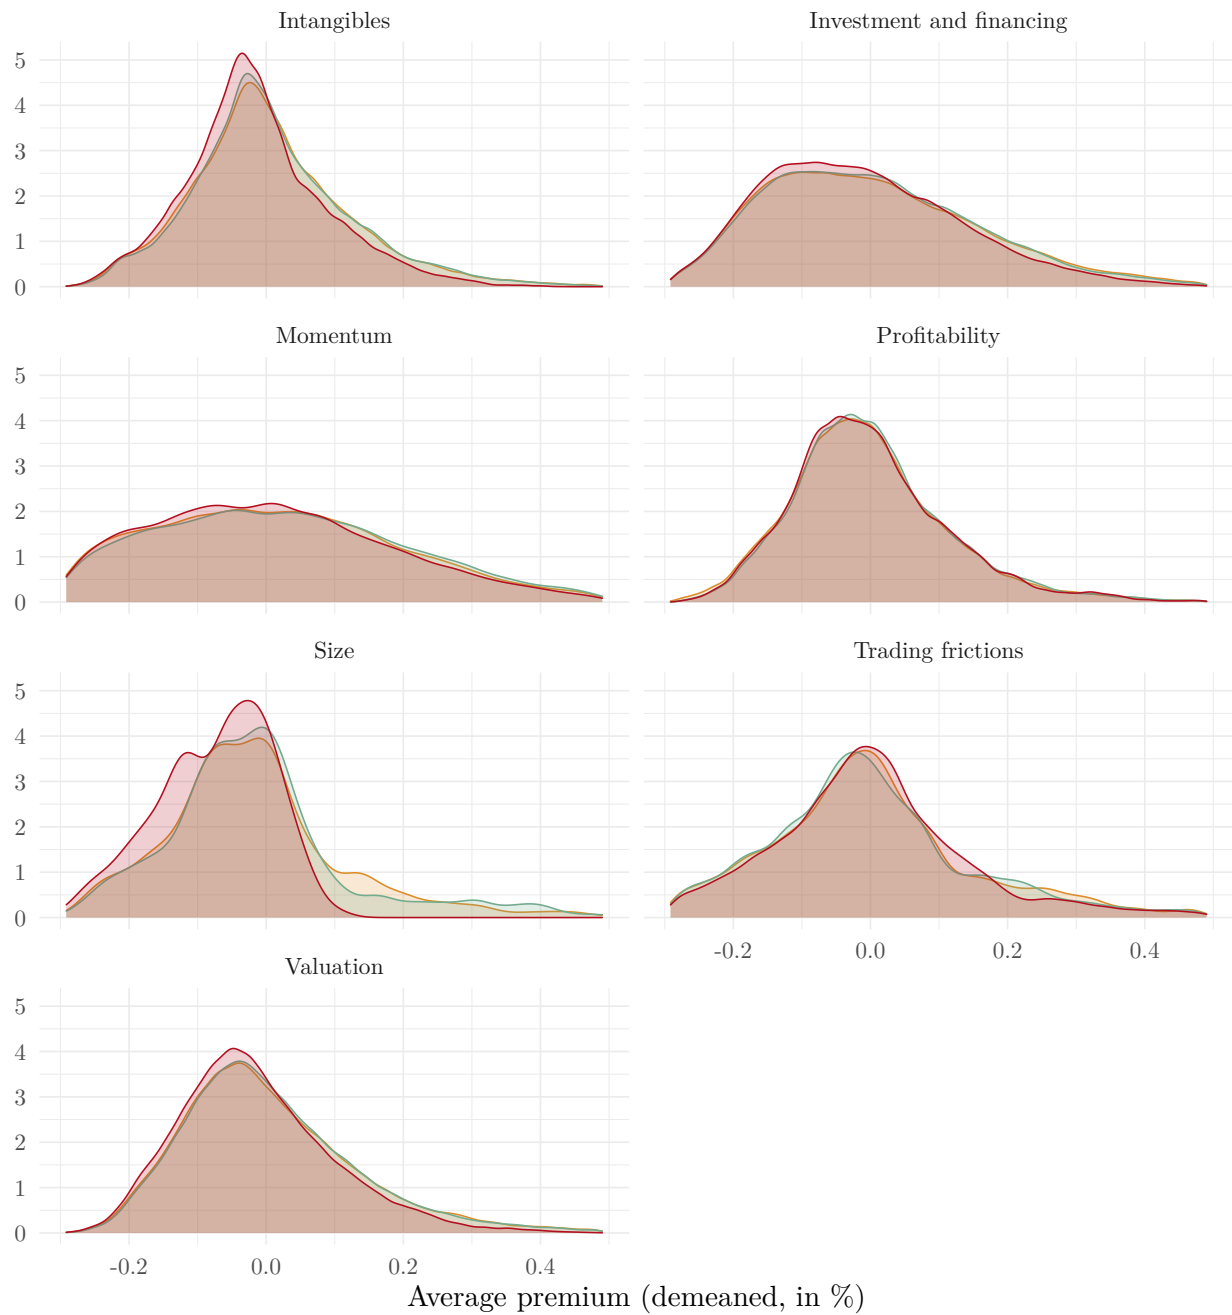 Intangibles
Investment and financing
5
4
3
2
1
0
Momentum
Profitability
5
4
3
2
1
0
Size
Trading frictions
5
4
3
2
1
0
-0.2 0.0 0.2 0.4
Valuation
5
4
3
2
1
0
-0.2 0.0 0.2 0.4
Average premium (demeaned, in %)